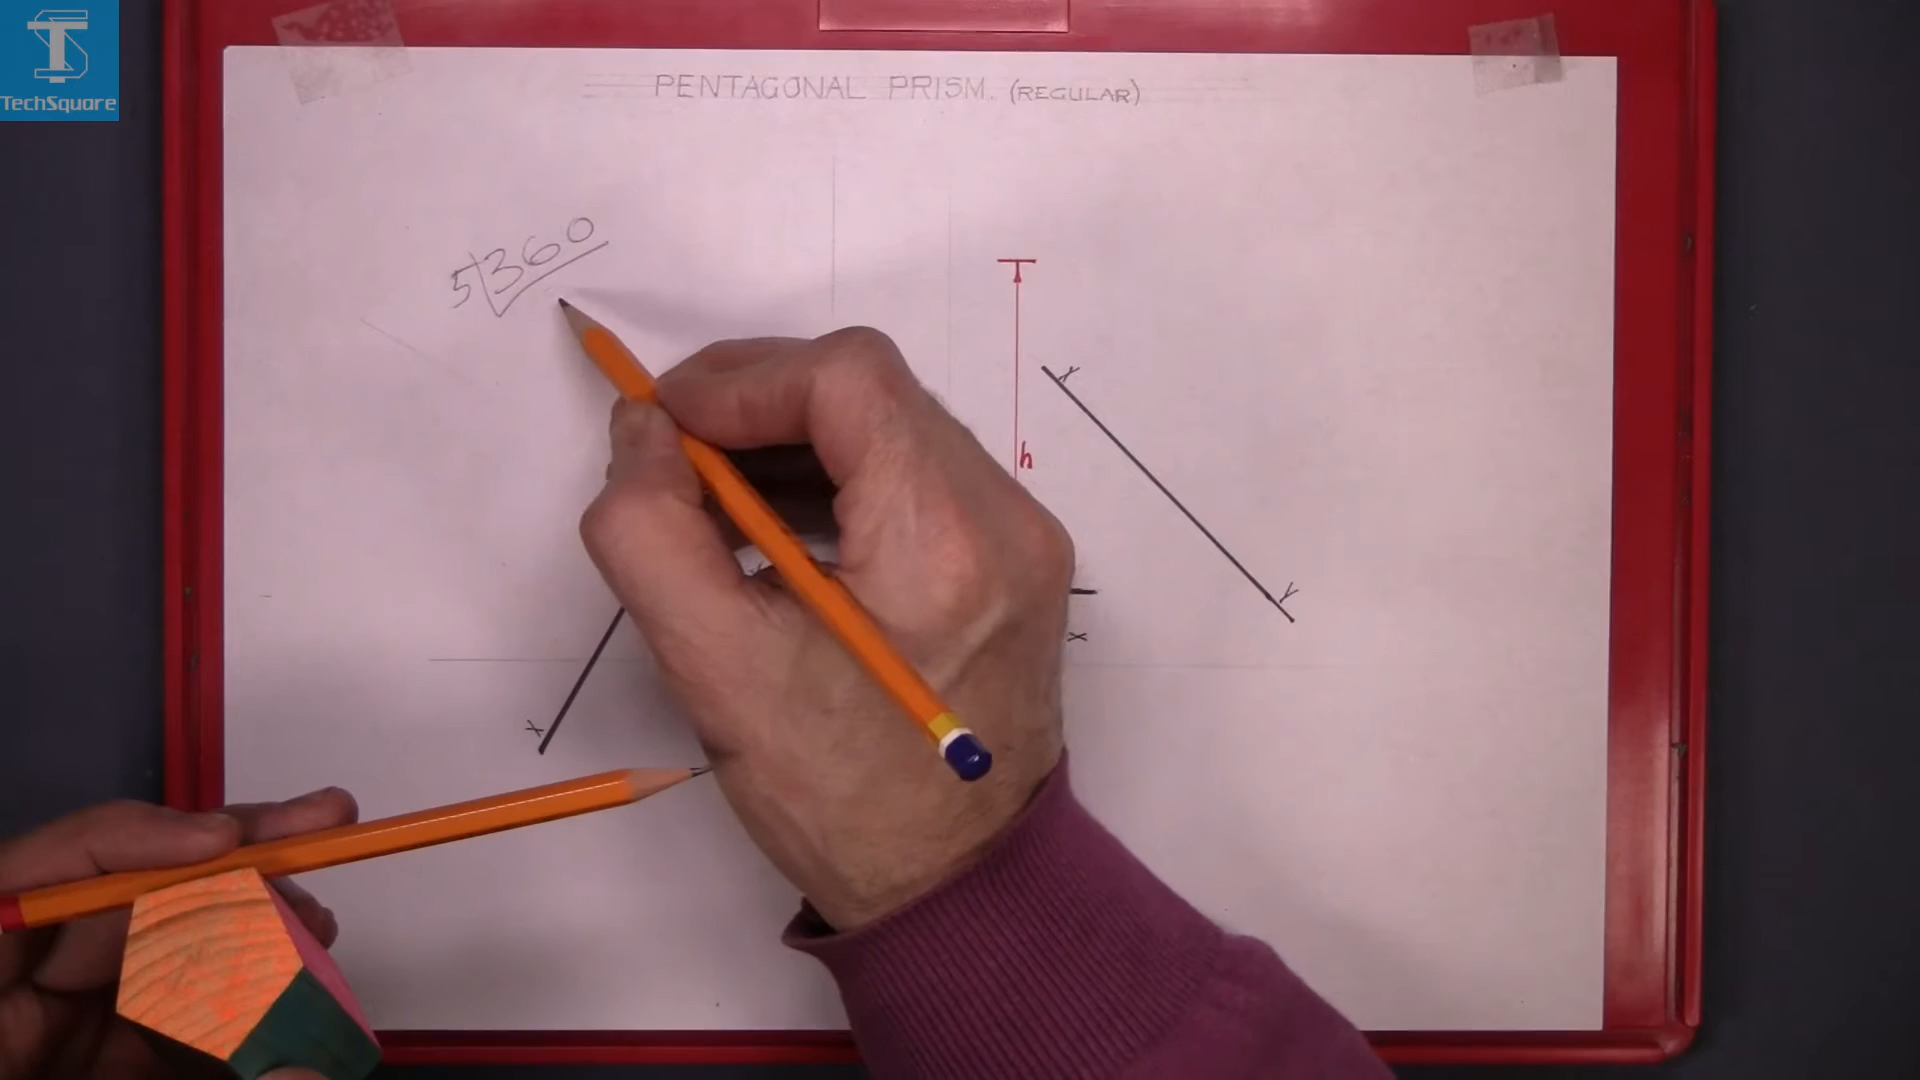 TechSquare
PENTAGONAL PRISM. (REGULAR)
5 360
h
X
Y
X
X